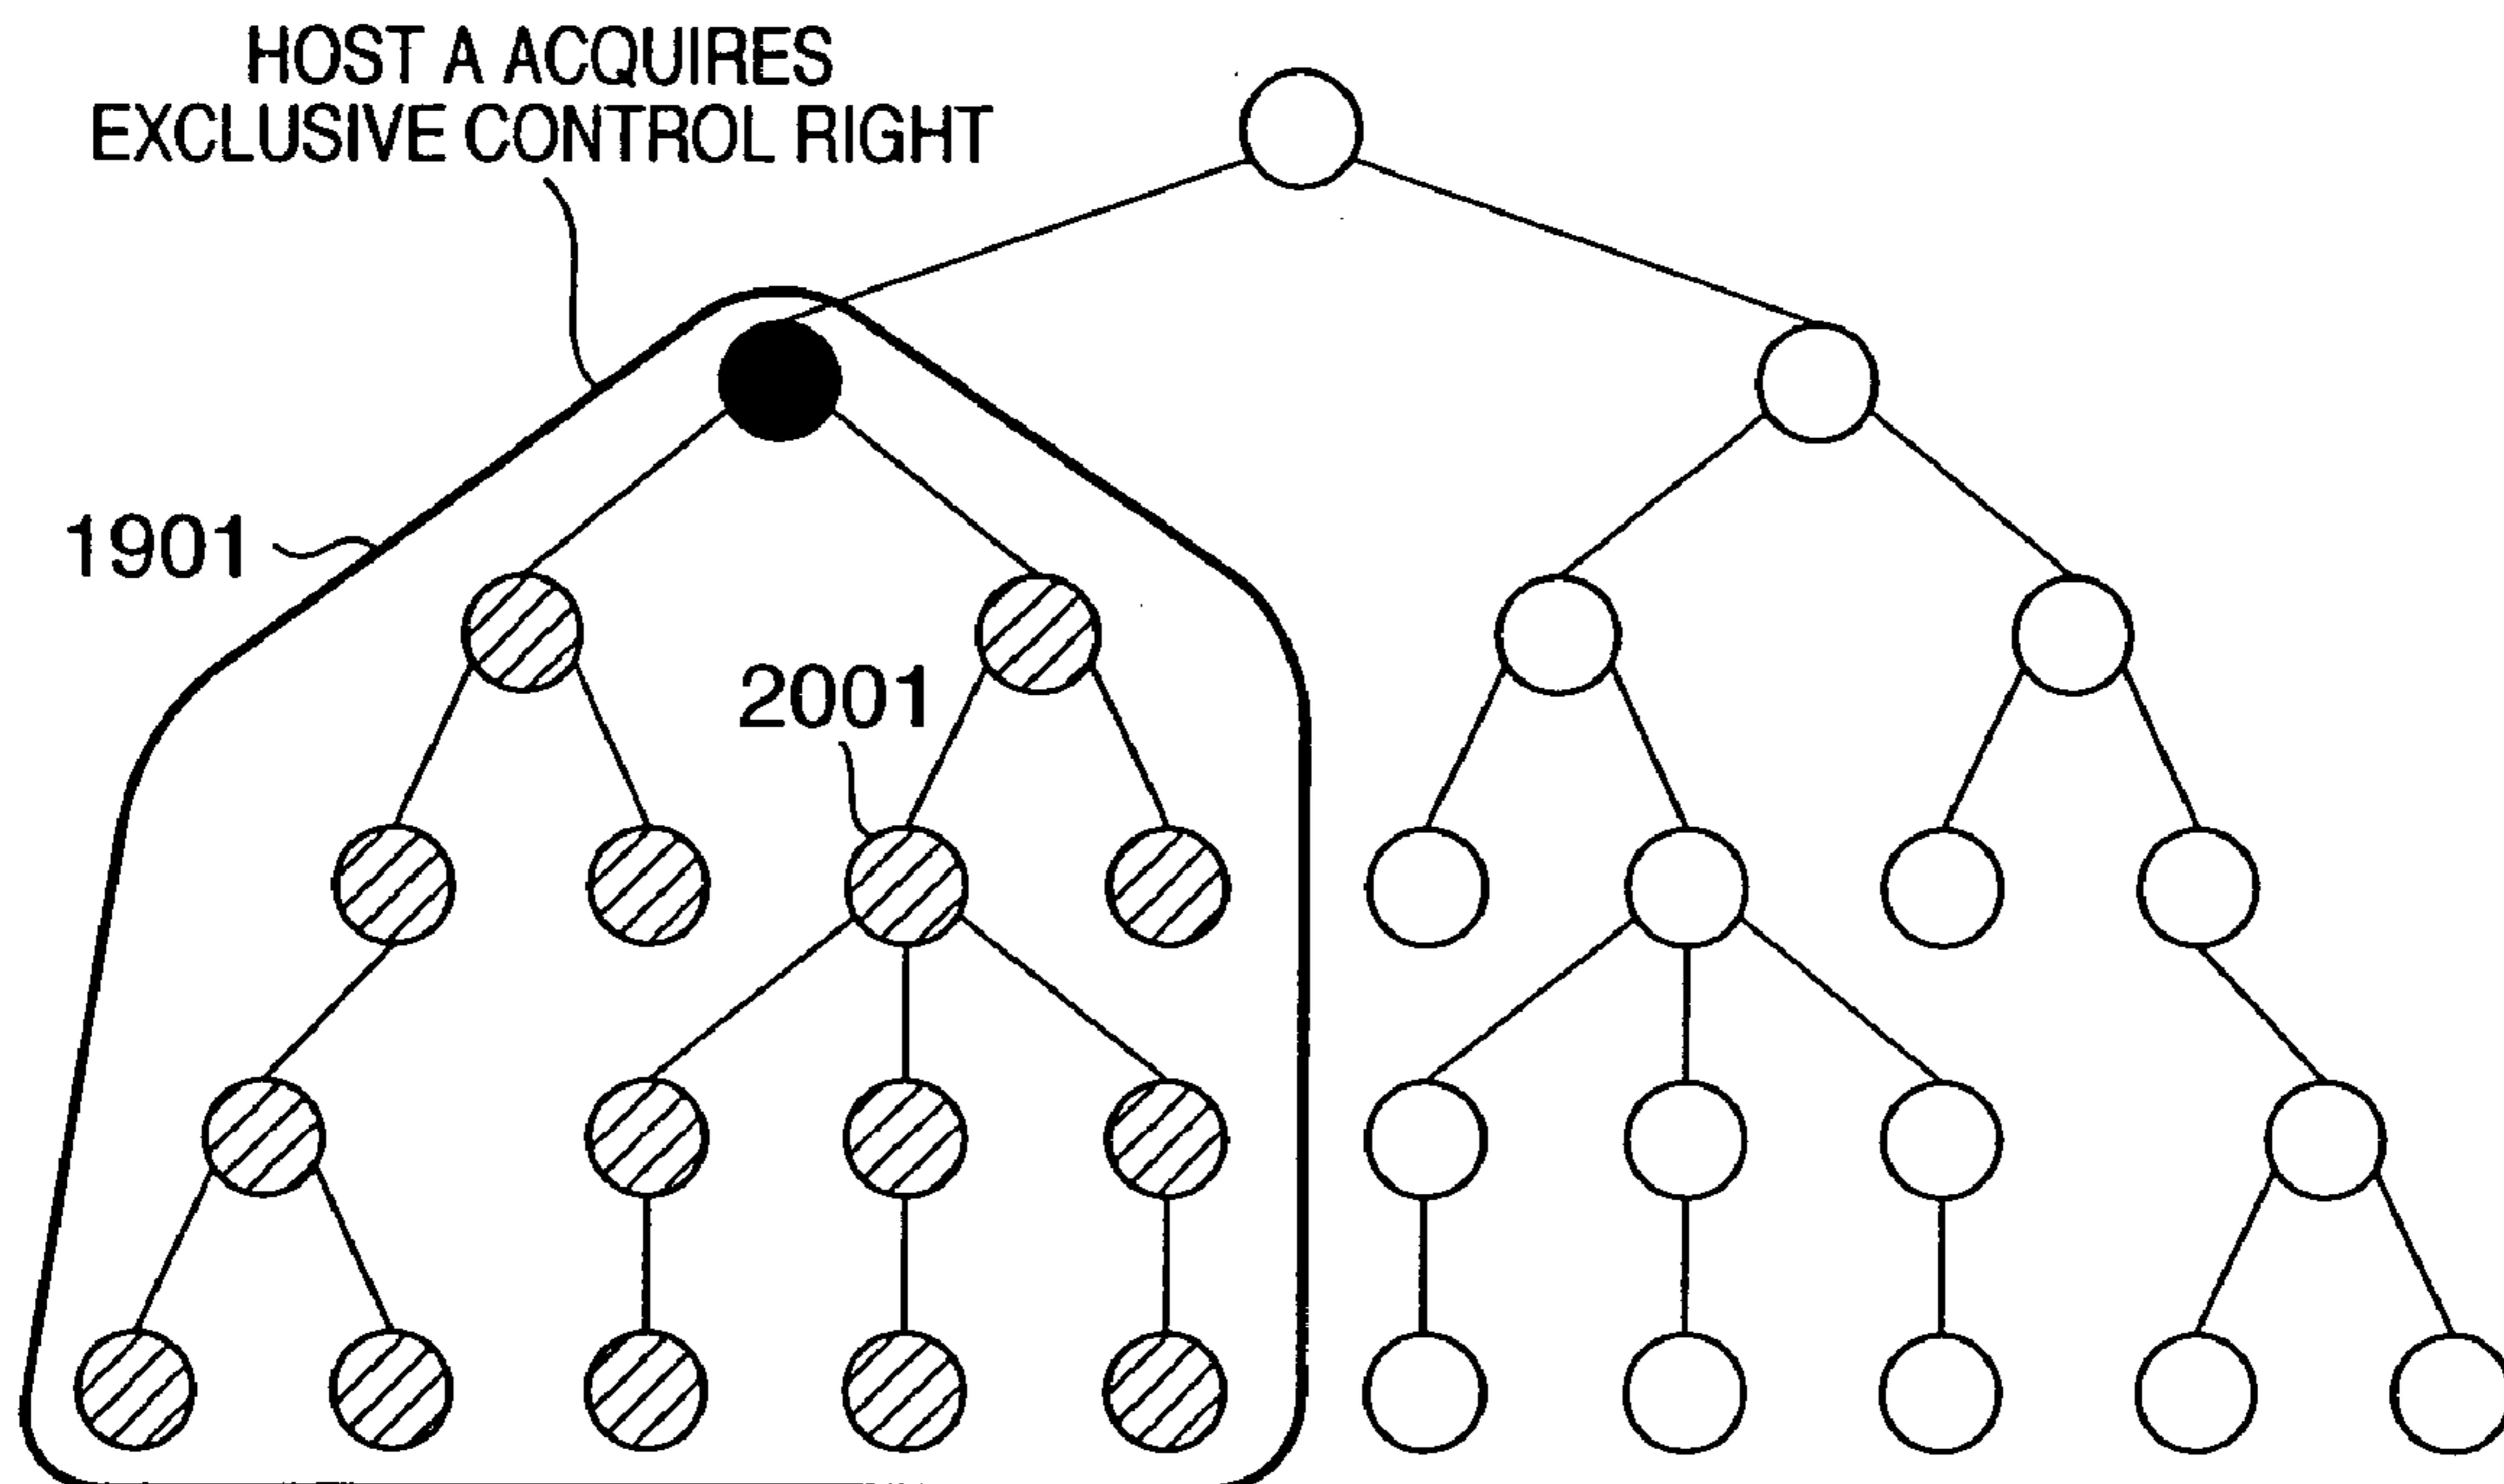 HOST A ACQUIRES
EXCLUSIVE CONTROL RIGHT
1901
2001